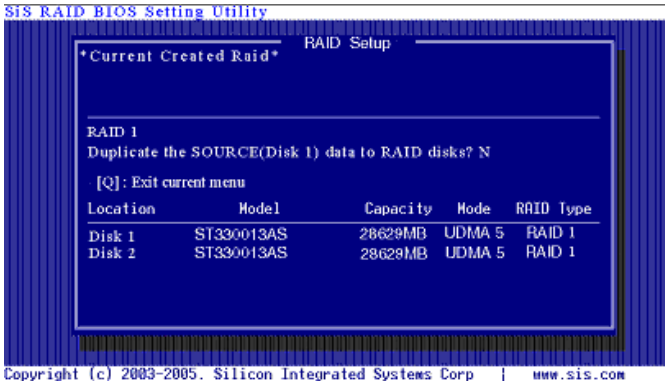 SiS RAID BIOS Setting Utility
RAID Setup
*Current Created Raid*
RAID 1
Duplicate the SOURCE(Disk 1) data to RAID disks? N
[Q]: Exit current menu
Location Model Capacity Mode RAID Type
Disk 1 ST330013AS 28629MB UDMA 5 RAID 1
Disk 2 ST330013AS 28629MB UDMA 5 RAID 1
Copyright (c) 2003-2005. Silicon Integrated Systems Corp | www.sis.com